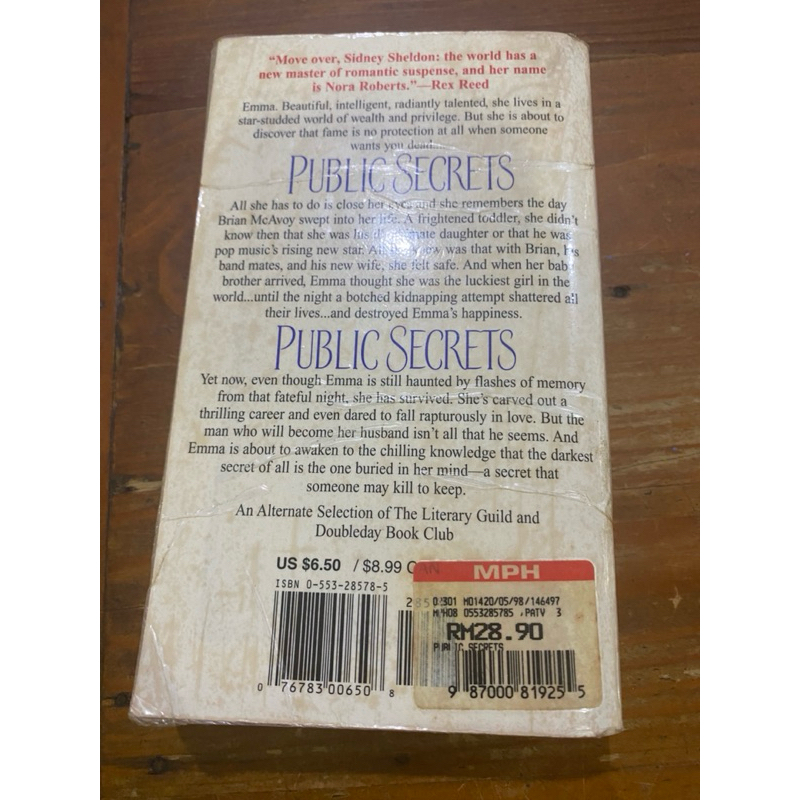 “Move over, Sidney Sheldon: the world has a
new master of romantic suspense, and her name
is Nora Roberts.”—Rex Reed
Emma. Beautiful, intelligent, radiantly talented, she lives in a
star-studded world of wealth and privilege. But she is about to
discover that fame is no protection at all when someone
wants you dead....
PUBLIC SECRETS
All she has to do is close her eyes and she remembers the day
Brian McAvoy swept into her life. A frightened toddler, she didn't
know then that she was his daughter or that he was
pop music's rising new star. All knew was that with Brian, his
band mates, and his new wife, she felt safe. And when her baby
brother arrived, Emma thought she was the luckiest girl in the
world...until the night a botched kidnapping attempt shattered all
their lives...and destroyed Emma's happiness.
PUBLIC SECRETS
Yet now, even though Emma is still haunted by flashes of memory
from that fateful night, she has survived. She's carved out a
thrilling career and even dared to fall rapturously in love. But the
man who will become her husband isn't all that he seems. And
Emma is about to awaken to the chilling knowledge that the darkest
secret of all is the one buried in her mind—a secret that
someone may kill to keep.
An Alternate Selection of The Literary Guild and
Doubleday Book Club
US $6.50 / $8.99 CAN
ISBN 0-553-28578-5
MPH
01420/05/98/146497
0553285785 .PATV 3
RM28.90
PUBLIC SECRETS
0 76783 00650 8
9 87000 81925 5